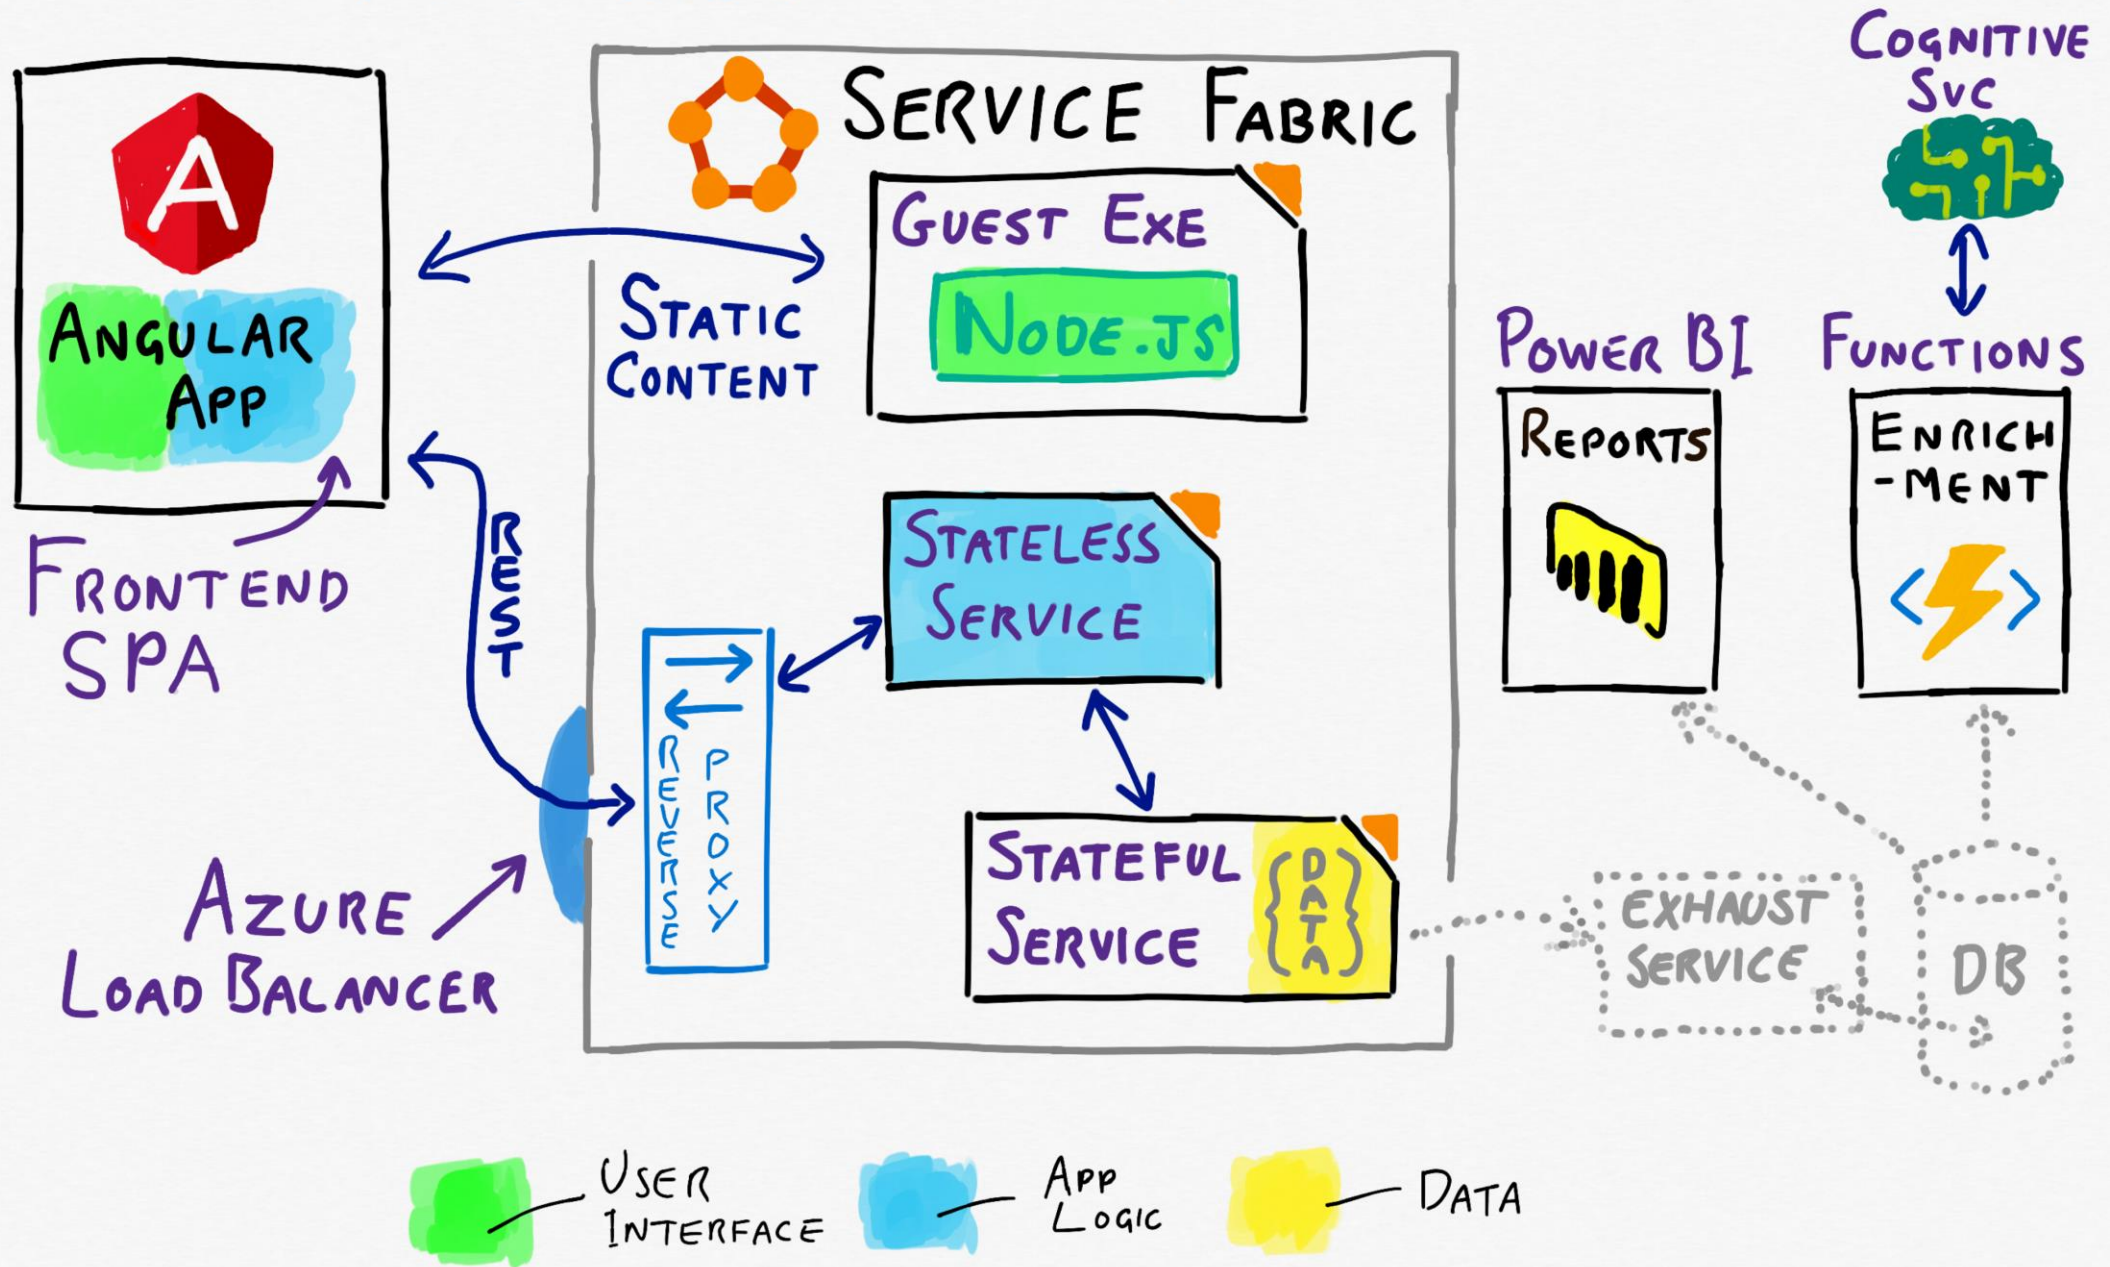 A
ANGULAR
APP
FRONTEND
SPA
SERVICE FABRIC
GUEST EXE
NODE.JS
STATIC
CONTENT
REST
STATELESS
SERVICE
REVERSE
PROXY
STATEFUL
SERVICE
{DATA}
AZURE
LOAD BALANCER
COGNITIVE
SVC
POWER BI
REPORTS
FUNCTIONS
ENRICH
-MENT
EXHAUST
SERVICE
DB
USER
INTERFACE
APP
LOGIC
DATA